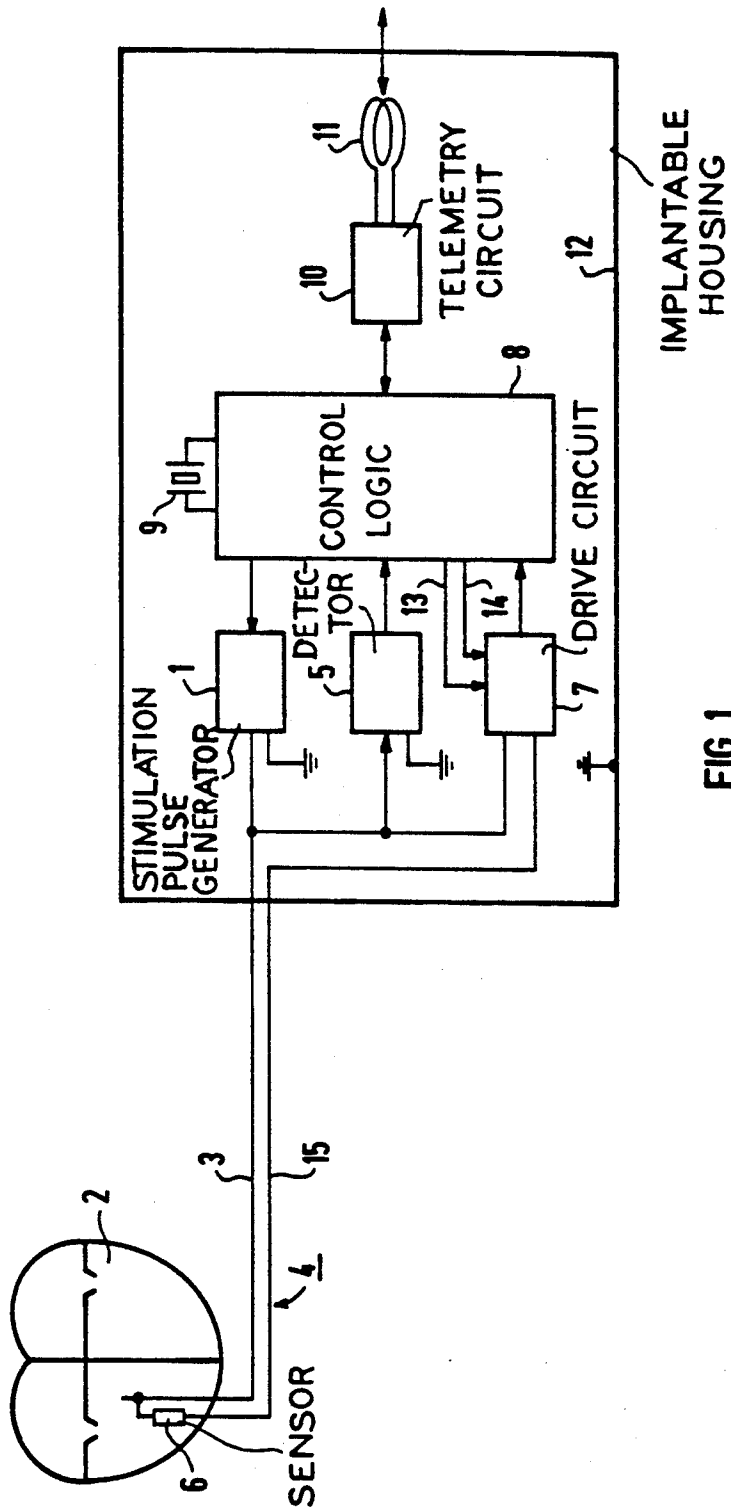 STIMULATION
PULSE
GENERATOR
1
DETEC-
TOR
5
13
14
7
DRIVE CIRCUIT
9
CONTROL
LOGIC
8
10
11
TELEMETRY
CIRCUIT
12
IMPLANTABLE
HOUSING
2
3
15
4
6
SENSOR
FIG 1